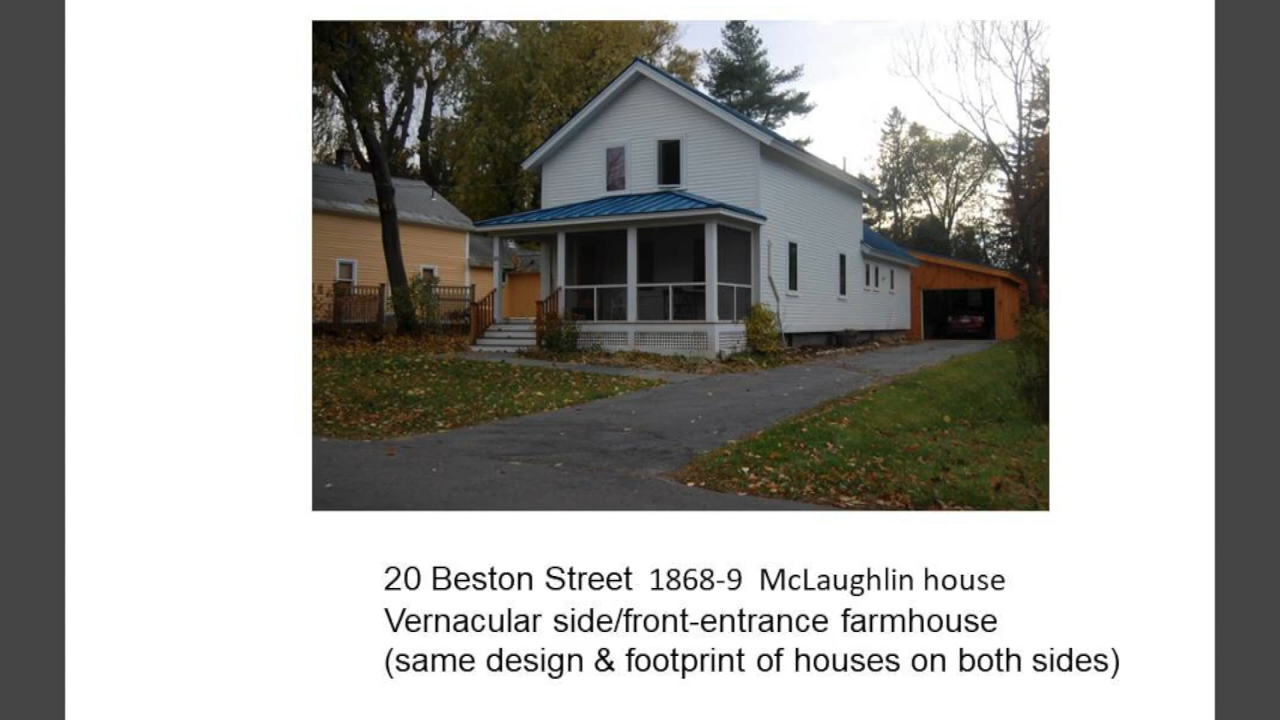 20 Beston Street 1868-9 McLaughlin house
Vernacular side/front-entrance farmhouse
(same design & footprint of houses on both sides)